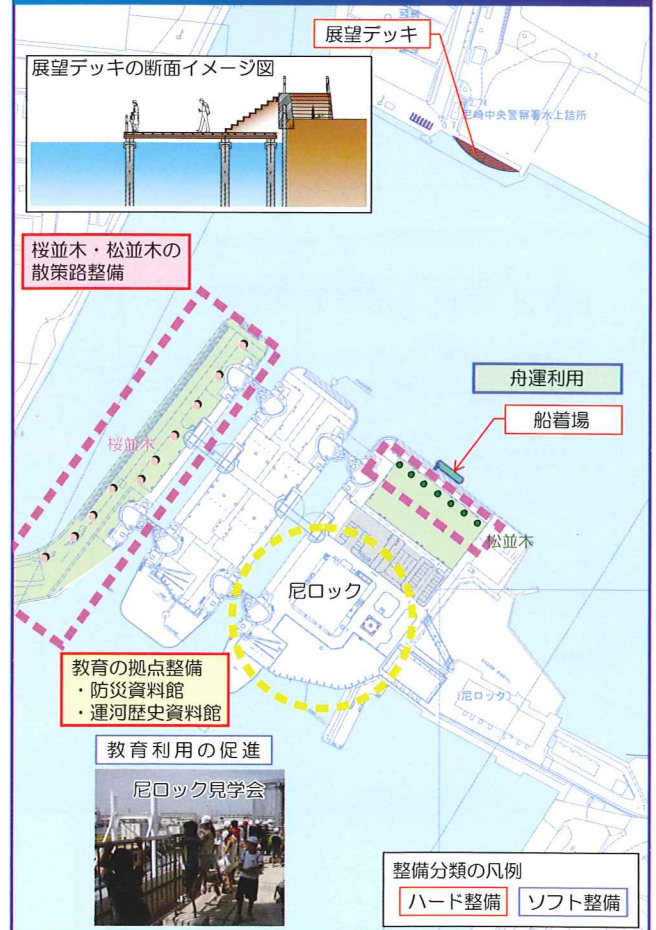 展望デッキ
展望デッキの断面イメージ図
尼崎中央警察署水上詰所
桜並木・松並木の
散策路整備
舟運利用
船着場
桜並木
松並木
尼ロック
(尼ロック)
教育の拠点整備
・防災資料館
・運河歴史資料館
教育利用の促進
尼ロック見学会
整備分類の凡例
ハード整備 ソフト整備